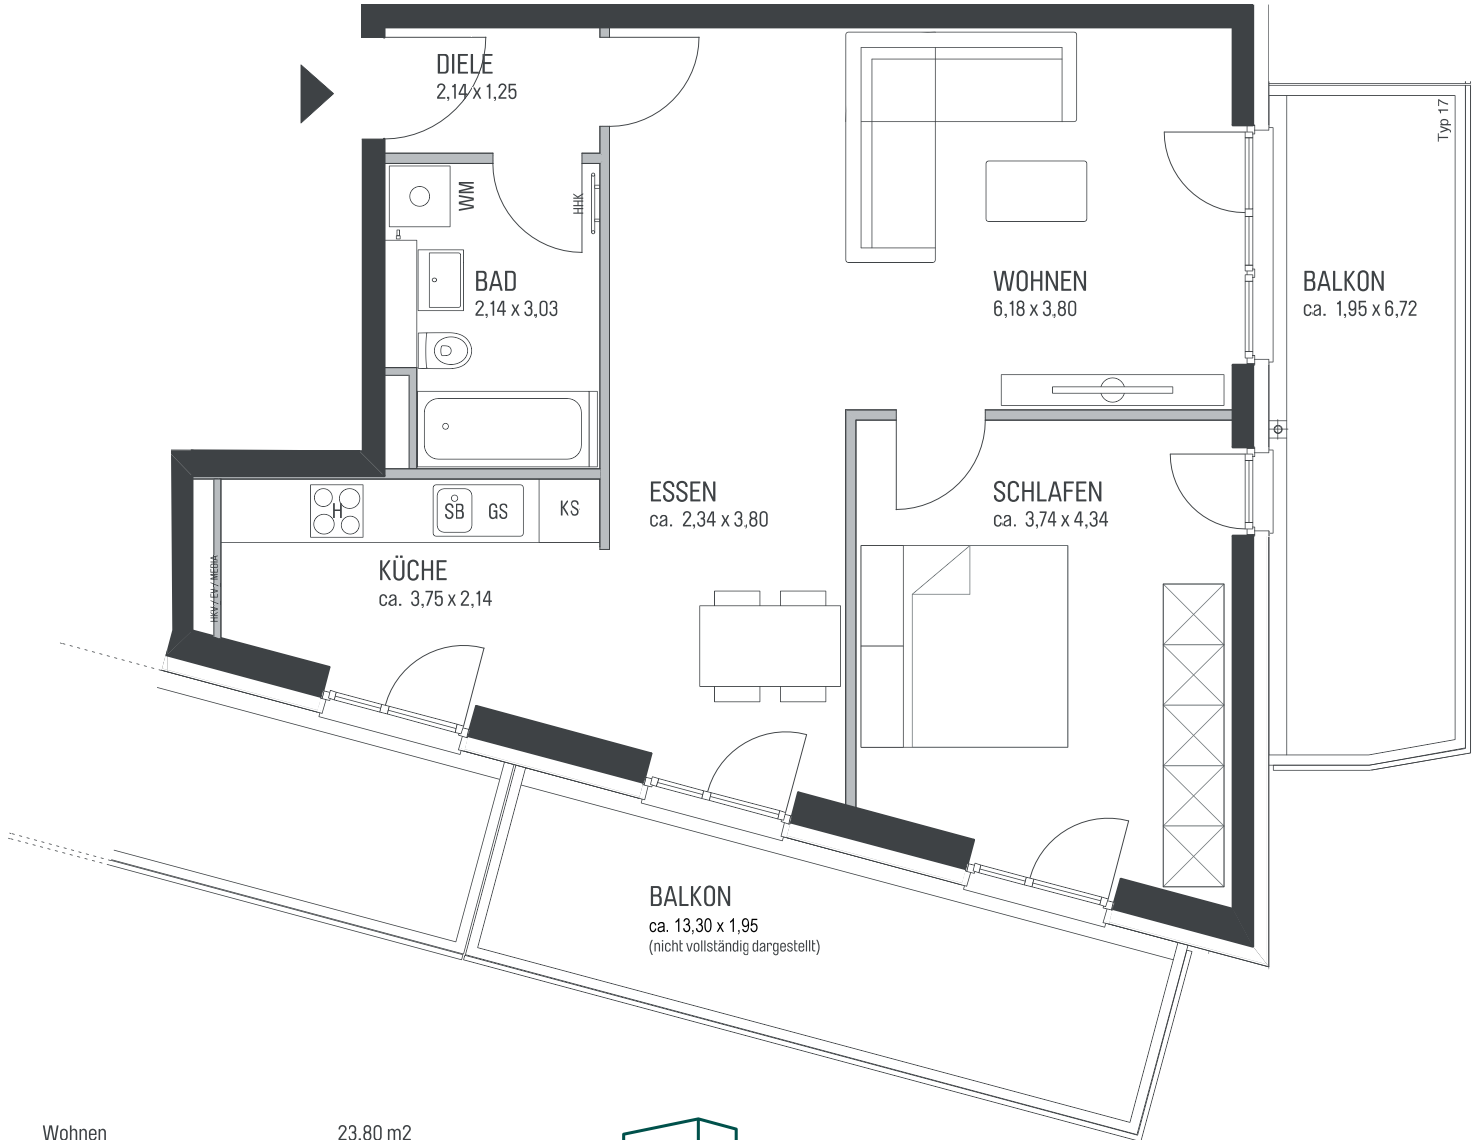 DIELE
2,14 x 1,25
Typ 17
WM
HHK
BAD
2,14 x 3,03
WOHNEN
6,18 x 3,80
BALKON
ca. 1,95 x 6,72
ESSEN
ca. 2,34 x 3,80
SCHLAFEN
ca. 3,74 x 4,34
H
SB
GS
KS
KÜCHE
ca. 3,75 x 2,14
HKV / EV / MEDIA
BALKON
ca. 13,30 x 1,95
(nicht vollständig dargestellt)
Wohnen 23,80 m2